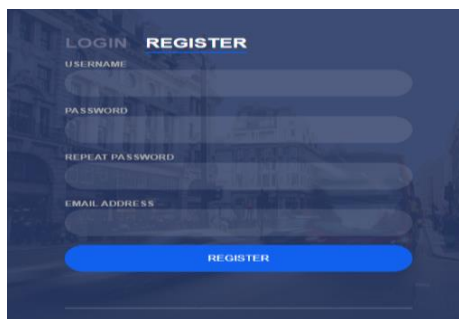 LOGIN REGISTER
USERNAME
PASSWORD
REPEAT PASSWORD
EMAIL ADDRESS
REGISTER